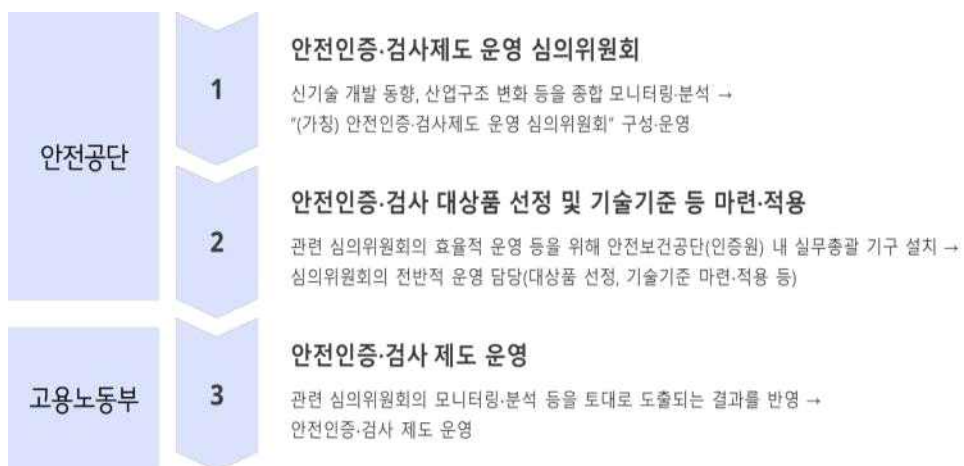 안전공단
1
안전인증·검사제도 운영 심의위원회
신기술 개발 동향, 산업구조 변화 등을 종합 모니터링·분석 →
"(가칭) 안전인증·검사제도 운영 심의위원회" 구성·운영
2
안전인증·검사 대상품 선정 및 기술기준 등 마련·적용
관련 심의위원회의 효율적 운영 등을 위해 안전보건공단(인증원) 내 실무총괄 기구 설치 →
심의위원회의 전반적 운영 담당(대상품 선정, 기술기준 마련·적용 등)
고용노동부
3
안전인증·검사 제도 운영
관련 심의위원회의 모니터링·분석 등을 토대로 도출되는 결과를 반영 →
안전인증·검사 제도 운영